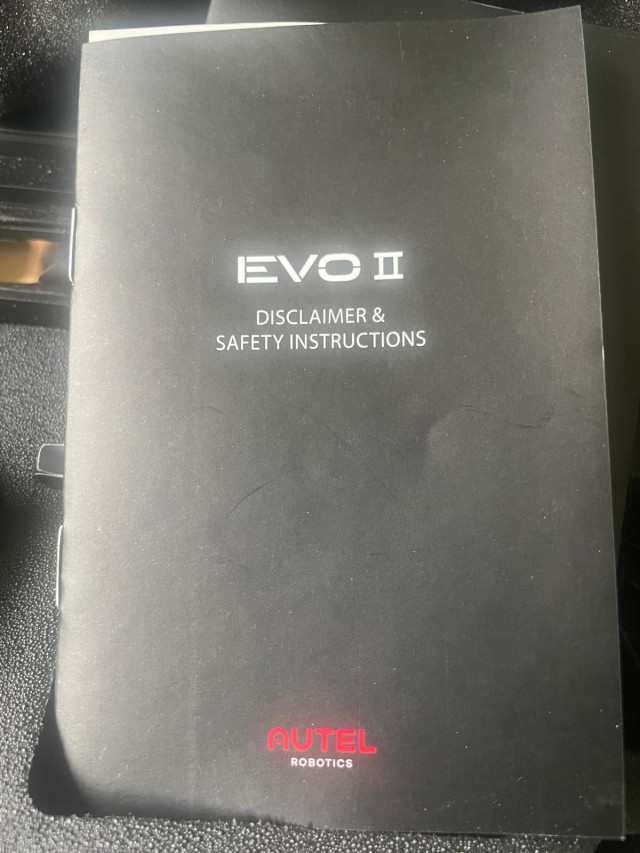 EVO II
DISCLAIMER &
SAFETY INSTRUCTIONS
AUTEL
ROBOTICS